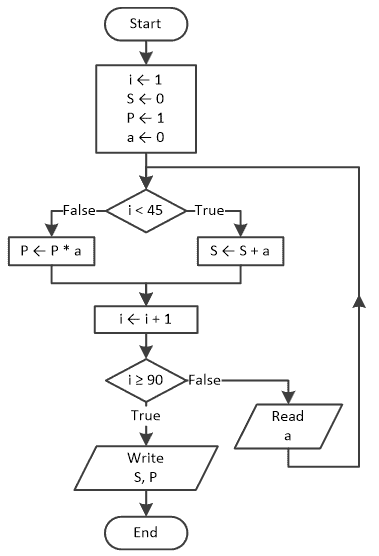 Start
i ← 1
S ← 0
P ← 1
a ← 0
i < 45
False
True
P ← P * a
S ← S + a
i ← i + 1
i ≥ 90
False
True
Read
a
Write
S, P
End